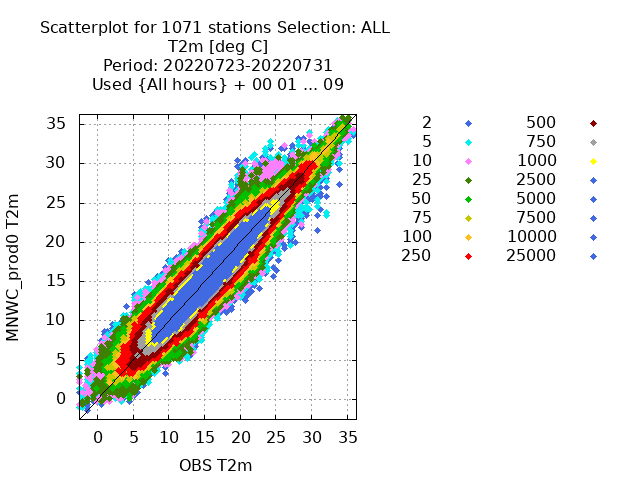 Scatterplot for 1071 stations Selection: ALL
T2m [deg C]
Period: 20220723-20220731
Used {All hours} + 00 01 ... 09
MNWC_prod0 T2m
35
30
25
20
15
10
5
0
0 5 10 15 20 25 30 35
OBS T2m
2 500
5 750
10 1000
25 2500
50 5000
75 7500
100 10000
250 25000